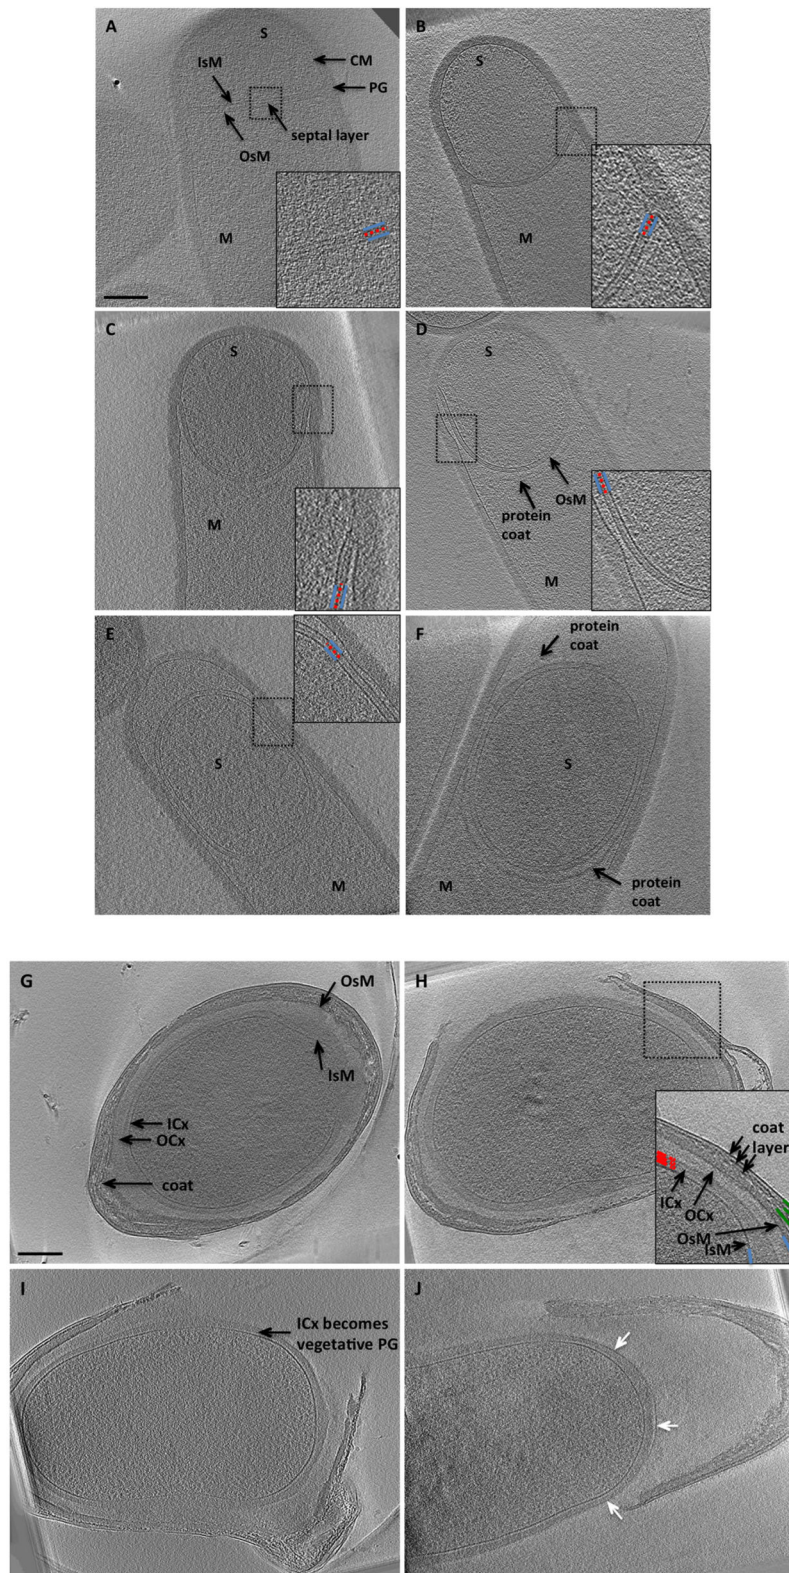 A
S
IsM
CM
PG
septal layer
OsM
M
B
S
M
C
S
M
D
S
OsM
protein
coat
M
E
S
M
F
protein
coat
S
protein
coat
M
G
OsM
IsM
ICx
OCx
coat
H
coat
layer
ICx
OCx
OsM
IsM
I
ICx becomes
vegetative PG
J